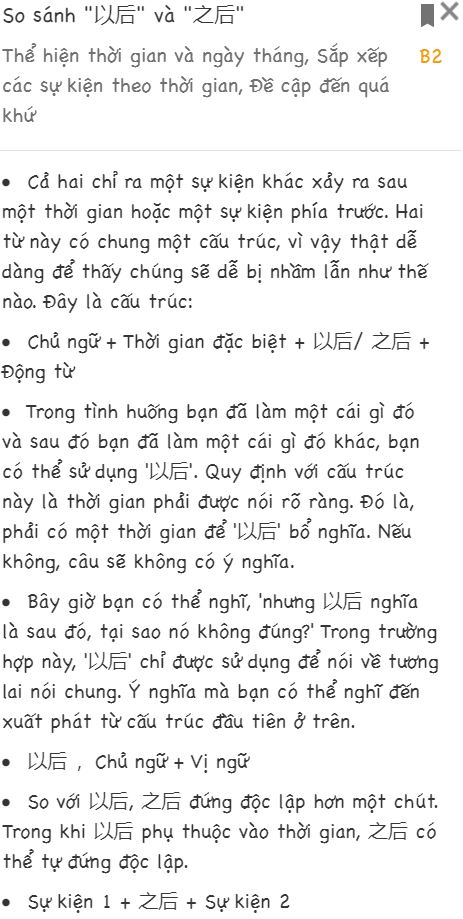 So sánh "以后" và "之后"
Thể hiện thời gian và ngày tháng, Sắp xếp
B2
các sự kiện theo thời gian, Đề cập đến quá
khứ
• Cả hai chỉ ra một sự kiện khác xảy ra sau
một thời gian hoặc một sự kiện phía trước. Hai
từ này có chung một cấu trúc, vì vậy thật dễ
dàng để thấy chúng sẽ dễ bị nhầm lẫn như thế
nào. Đây là cấu trúc:
• Chủ ngữ + Thời gian đặc biệt + 以后/ 之后 +
Động từ
• Trong tình huống bạn đã làm một cái gì đó
và sau đó bạn đã làm một cái gì đó khác, bạn
có thể sử dụng '以后'. Quy định với cấu trúc
này là thời gian phải được nói rõ ràng. Đó là,
phải có một thời gian để '以后' bổ nghĩa. Nếu
không, câu sẽ không có ý nghĩa.
• Bây giờ bạn có thể nghĩ, 'nhưng 以后 nghĩa
là sau đó, tại sao nó không đúng?' Trong trường
hợp này, '以后' chỉ được sử dụng để nói về tương
lai nói chung. Ý nghĩa mà bạn có thể nghĩ đến
xuất phát từ cấu trúc đầu tiên ở trên.
• 以后 ，Chủ ngữ + Vị ngữ
• So với 以后, 之后 đứng độc lập hơn một chút.
Trong khi 以后 phụ thuộc vào thời gian, 之后 có
thể tự đứng độc lập.
• Sự kiện 1 + 之后 + Sự kiện 2